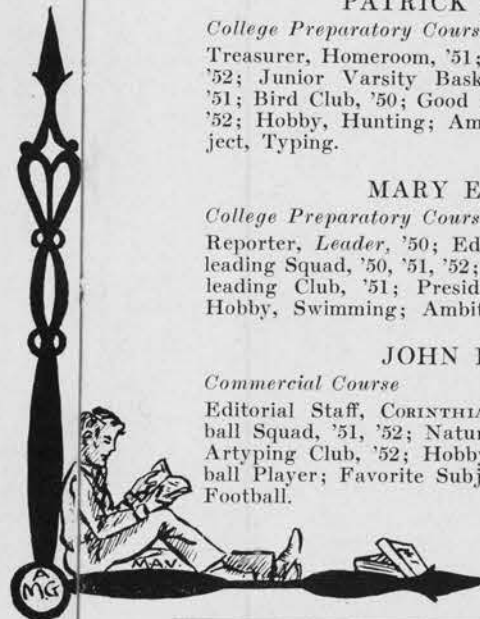 PATRICK
College Preparatory Cours
Treasurer, Homeroom, '51;
'52; Junior Varsity Bask
'51; Bird Club, '50; Good
'52; Hobby, Hunting; Am
ject, Typing.
MARY E
College Preparatory Cours
Reporter, Leader, '50; Ed
leading Squad, '50, '51, '52;
leading Club, '51; Presid
Hobby, Swimming; Ambit
JOHN
Commercial Course
Editorial Staff, CORINTHIA
ball Squad, '51, '52; Natur
Artyping Club, '52; Hobby
ball Player; Favorite Subj
Football.
MAV.
A
M.G